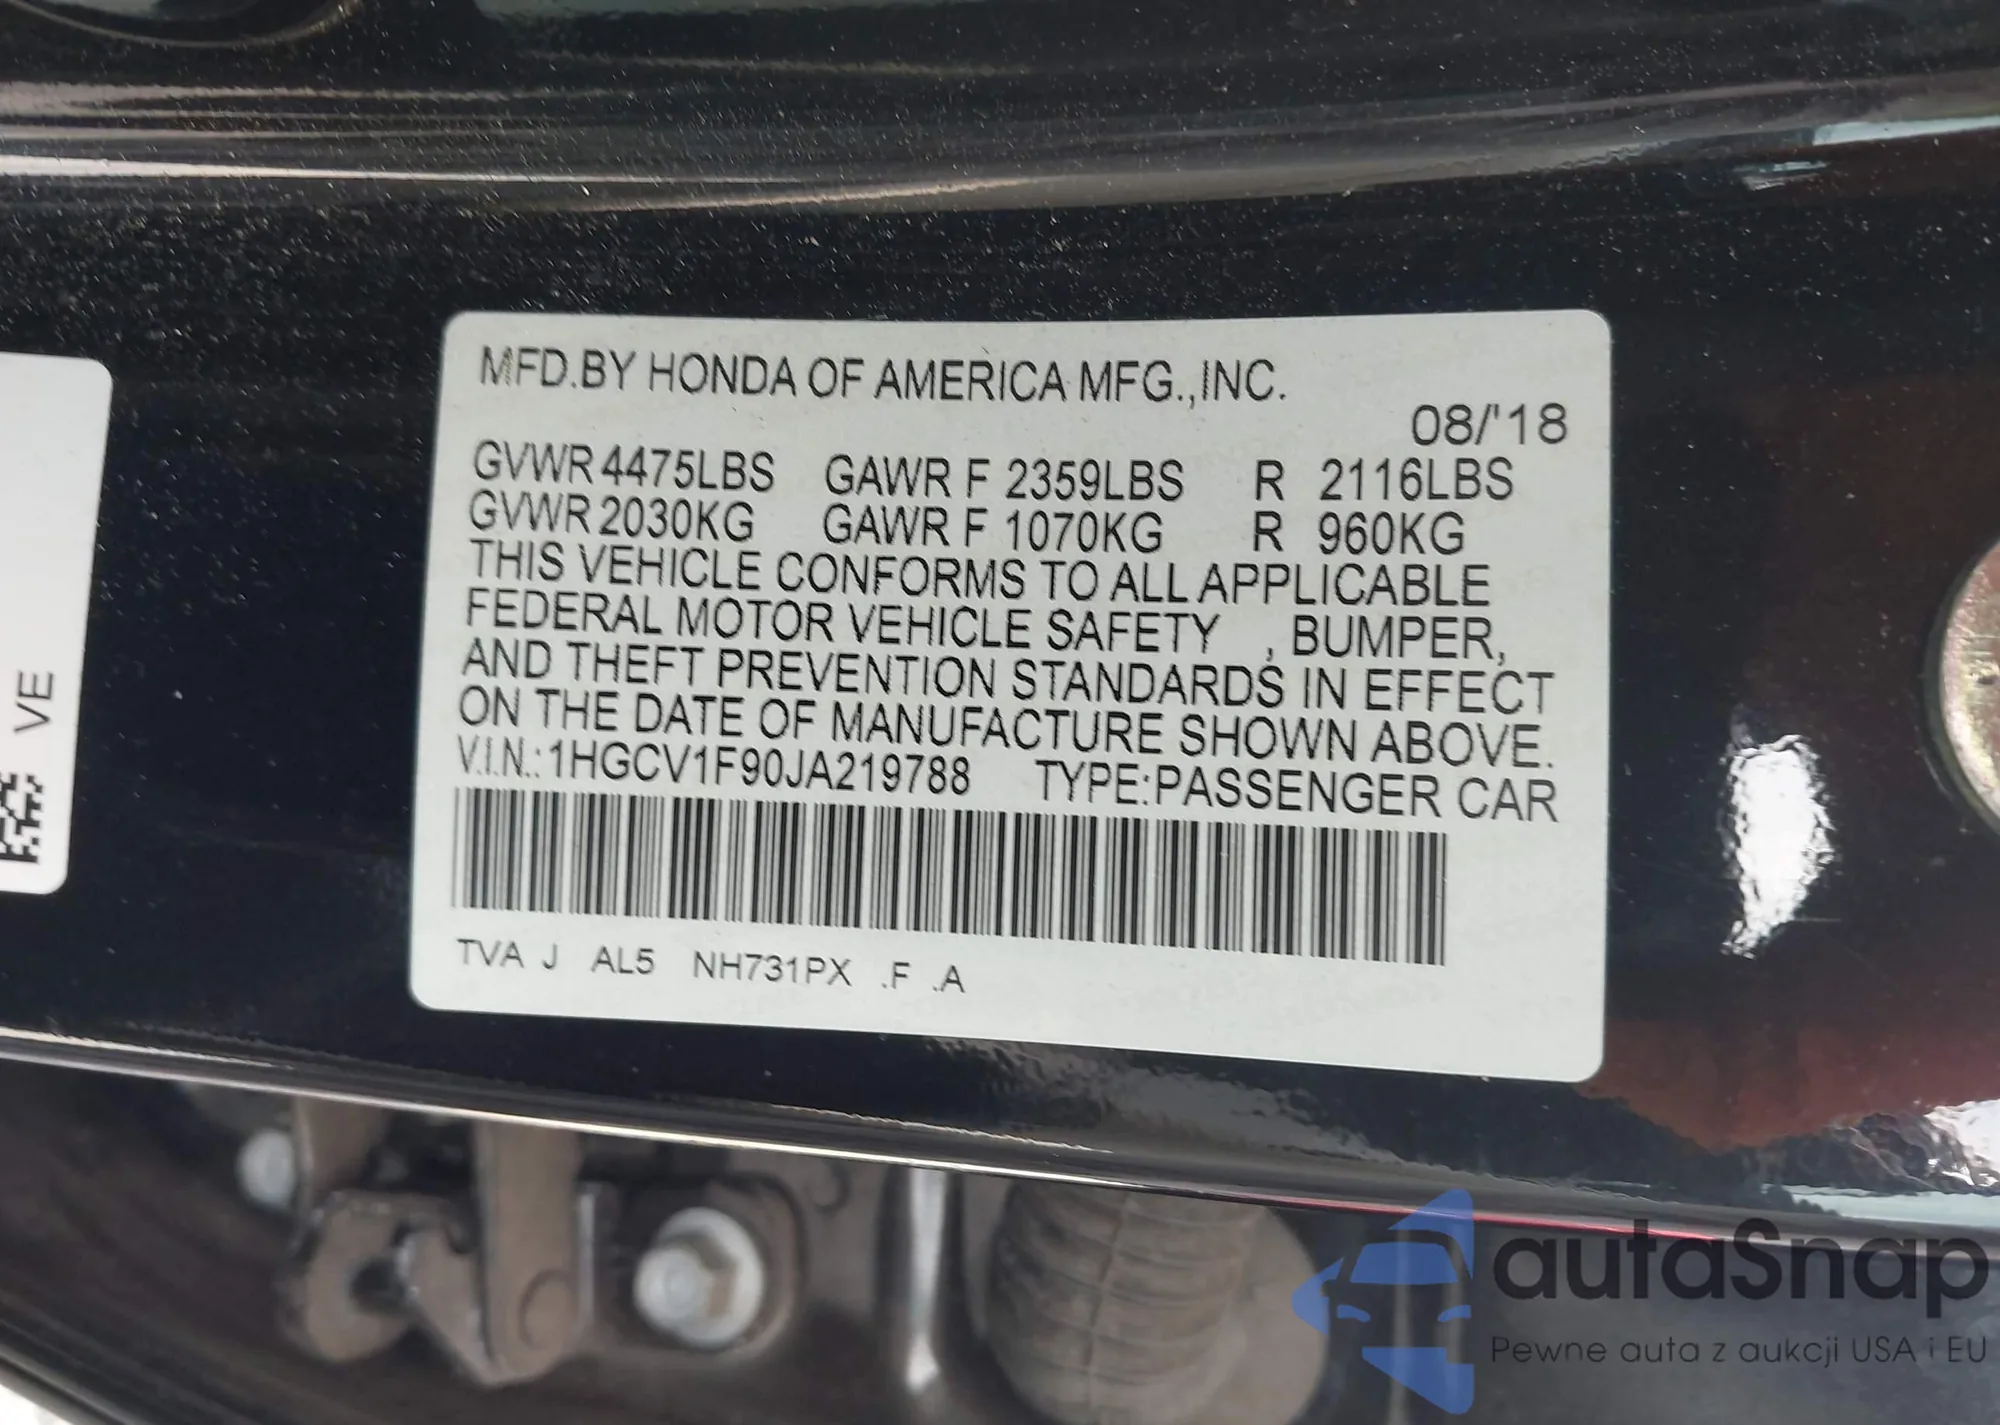 MFD.BY HONDA OF AMERICA MFG.,INC.
08/'18
GVWR 4475LBS GAWR F 2359LBS R 2116LBS
GVWR 2030KG GAWR F 1070KG R 960KG
THIS VEHICLE CONFORMS TO ALL APPLICABLE
FEDERAL MOTOR VEHICLE SAFETY , BUMPER,
AND THEFT PREVENTION STANDARDS IN EFFECT
ON THE DATE OF MANUFACTURE SHOWN ABOVE.
V.I.N.:1HGCV1F90JA219788 TYPE:PASSENGER CAR
TVA J AL5 NH731PX .F .A
VE
autaSnap
Pewne auta z aukcji USA i EU